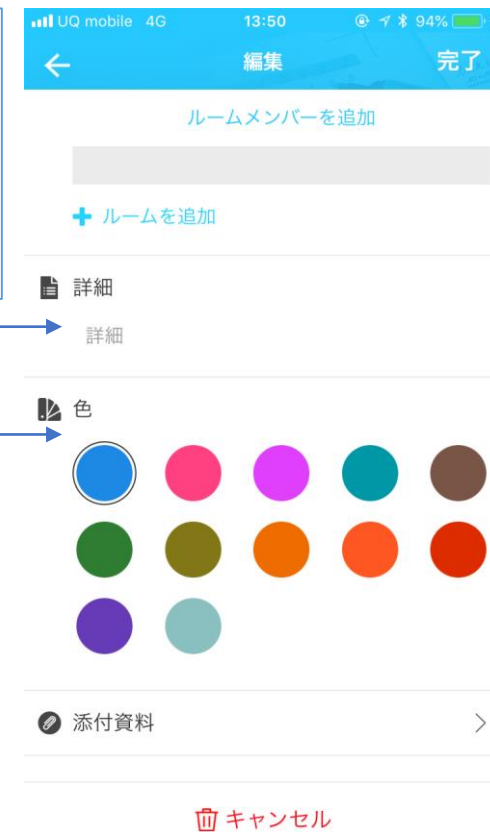 UQ mobile 4G 13:50 94%
編集 完了
ルームメンバーを追加
ルームを追加
詳細
詳細
色
添付資料
キャンセル